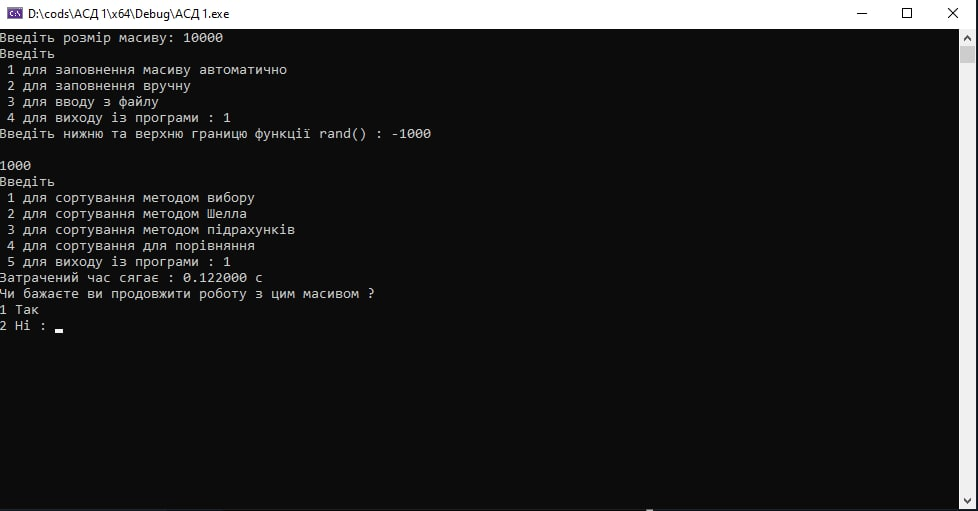 D:\cods\АСД 1\x64\Debug\АСД 1.exe
Введіть розмір масиву: 10000
Введіть
1 для заповнення масиву автоматично
2 для заповнення вручну
3 для вводу з файлу
4 для виходу із програми : 1
Введіть нижню та верхню границю функції rand() : -1000
1000
Введіть
1 для сортування методом вибору
2 для сортування методом Шелла
3 для сортування методом підрахунків
4 для сортування для порівняння
5 для виходу із програми : 1
Затрачений час сягає : 0.122000 с
Чи бажаєте ви продовжити роботу з цим масивом ?
1 Так
2 Ні :